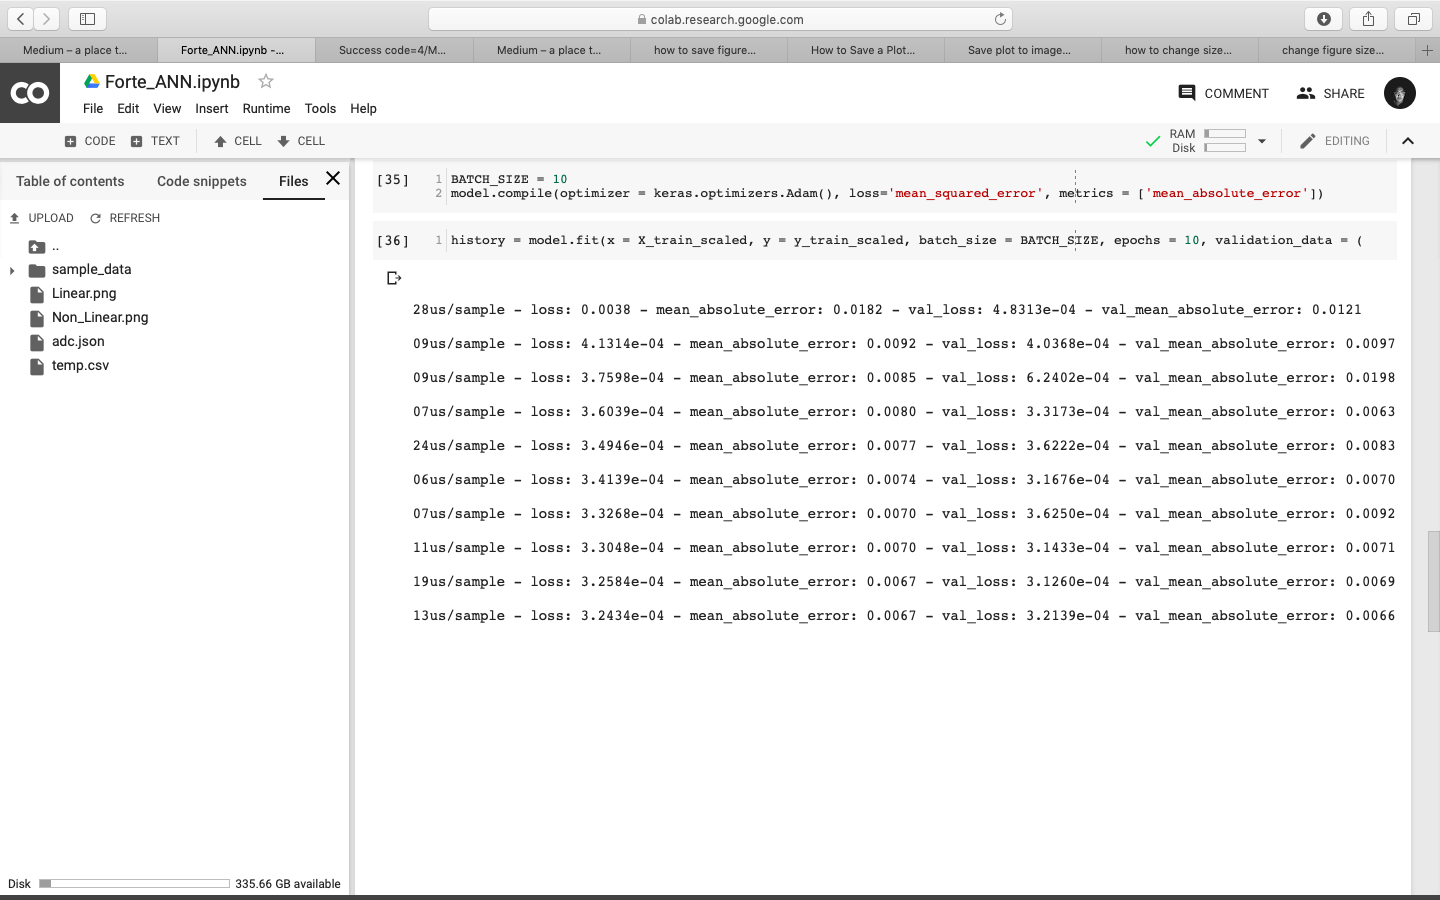 colab.research.google.com
Medium – a place t...
Forte_ANN.ipynb -...
Success code=4/M...
Medium – a place t...
how to save figure...
How to Save a Plot...
Save plot to image...
how to change size...
change figure size...
CO
Forte_ANN.ipynb
File Edit View Insert Runtime Tools Help
COMMENT
SHARE
CODE
TEXT
CELL
CELL
RAM
Disk
EDITING
Table of contents
Code snippets
Files
UPLOAD
REFRESH
..
sample_data
Linear.png
Non_Linear.png
adc.json
temp.csv
Disk 335.66 GB available
[35] 1 BATCH_SIZE = 10
2 model.compile(optimizer = keras.optimizers.Adam(), loss='mean_squared_error', metrics = ['mean_absolute_error'])
[36] 1 history = model.fit(x = X_train_scaled, y = y_train_scaled, batch_size = BATCH_SIZE, epochs = 10, validation_data = (
28us/sample - loss: 0.0038 - mean_absolute_error: 0.0182 - val_loss: 4.8313e-04 - val_mean_absolute_error: 0.0121
09us/sample - loss: 4.1314e-04 - mean_absolute_error: 0.0092 - val_loss: 4.0368e-04 - val_mean_absolute_error: 0.0097
09us/sample - loss: 3.7598e-04 - mean_absolute_error: 0.0085 - val_loss: 6.2402e-04 - val_mean_absolute_error: 0.0198
07us/sample - loss: 3.6039e-04 - mean_absolute_error: 0.0080 - val_loss: 3.3173e-04 - val_mean_absolute_error: 0.0063
24us/sample - loss: 3.4946e-04 - mean_absolute_error: 0.0077 - val_loss: 3.6222e-04 - val_mean_absolute_error: 0.0083
06us/sample - loss: 3.4139e-04 - mean_absolute_error: 0.0074 - val_loss: 3.1676e-04 - val_mean_absolute_error: 0.0070
07us/sample - loss: 3.3268e-04 - mean_absolute_error: 0.0070 - val_loss: 3.6250e-04 - val_mean_absolute_error: 0.0092
11us/sample - loss: 3.3048e-04 - mean_absolute_error: 0.0070 - val_loss: 3.1433e-04 - val_mean_absolute_error: 0.0071
19us/sample - loss: 3.2584e-04 - mean_absolute_error: 0.0067 - val_loss: 3.1260e-04 - val_mean_absolute_error: 0.0069
13us/sample - loss: 3.2434e-04 - mean_absolute_error: 0.0067 - val_loss: 3.2139e-04 - val_mean_absolute_error: 0.0066